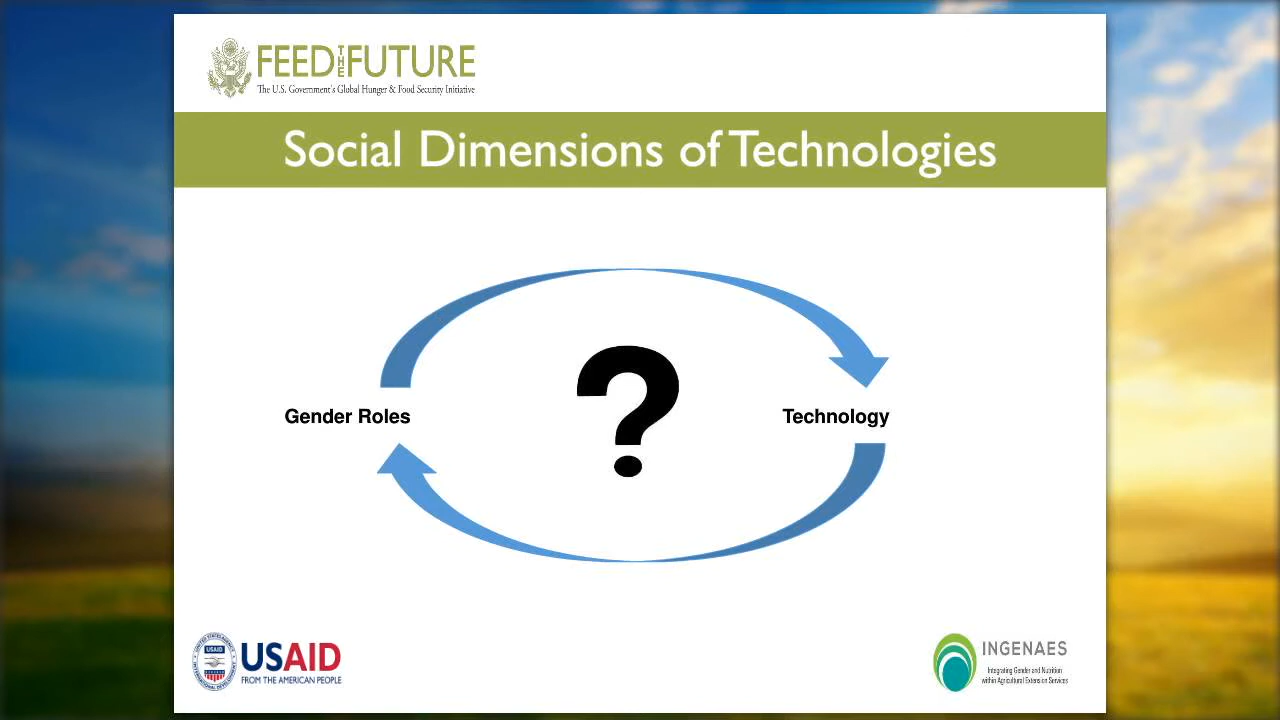 FEED THE FUTURE
The U.S. Government's Global Hunger & Food Security Initiative
Social Dimensions of Technologies
?
Gender Roles
Technology
USAID
USAID
FROM THE AMERICAN PEOPLE
INGENAES
Integrating Gender and Nutrition
within Agricultural Extension Services